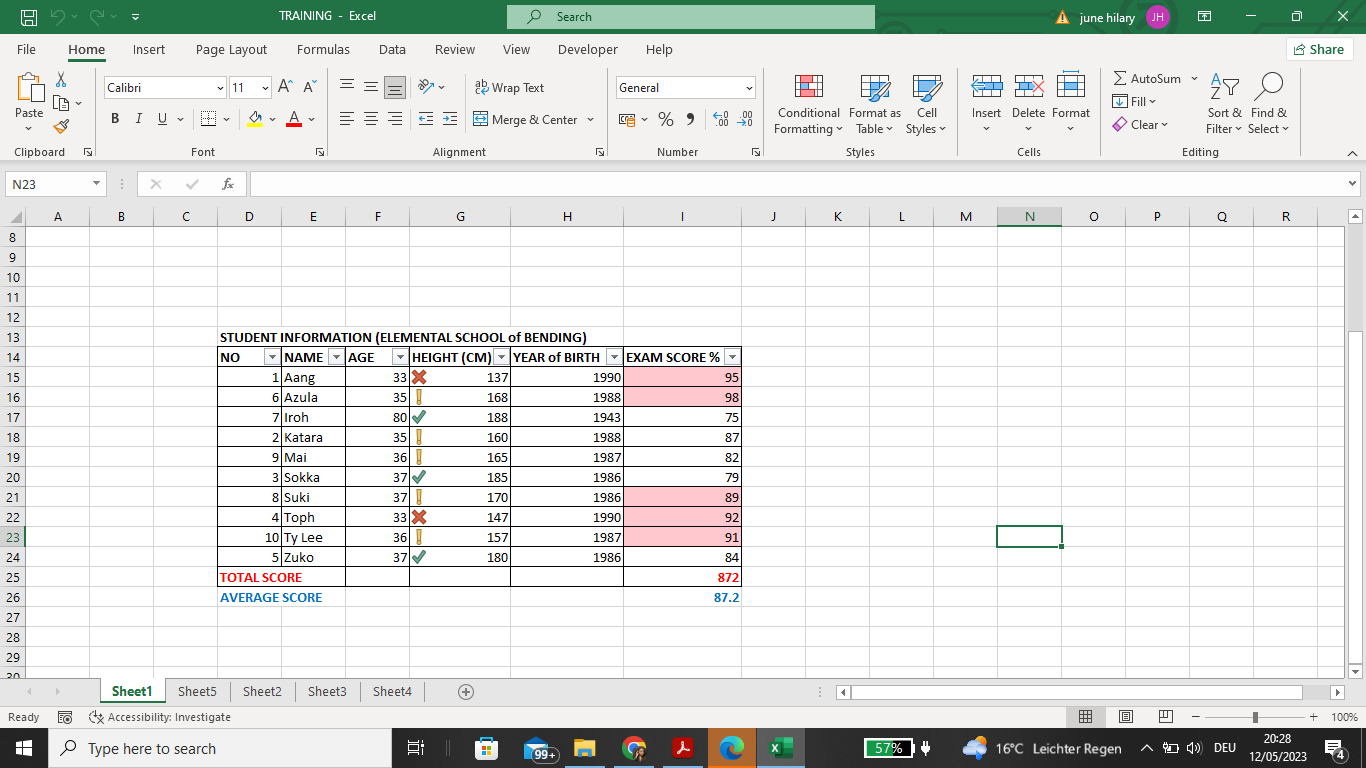 TRAINING - Excel
Search
june hilary
JH
File Home Insert Page Layout Formulas Data Review View Developer Help
Share
Calibri 11
Wrap Text
General
AutoSum
Paste
B I U
Merge & Center
Conditional Formatting
Format as Table
Cell Styles
Insert Delete Format
Fill
Clear
Sort & Filter
Find & Select
Clipboard Font Alignment Number Styles Cells Editing
N23
fx
A B C D E F G H I J K L M N O P Q R
8
9
10
11
12
13 STUDENT INFORMATION (ELEMENTAL SCHOOL of BENDING)
14 NO NAME AGE HEIGHT (CM) YEAR of BIRTH EXAM SCORE %
15 1 Aang 33 137 1990 95
16 6 Azula 35 168 1988 98
17 7 Iroh 80 188 1943 75
18 2 Katara 35 160 1988 87
19 9 Mai 36 165 1987 82
20 3 Sokka 37 185 1986 79
21 8 Suki 37 170 1986 89
22 4 Toph 33 147 1990 92
23 10 Ty Lee 36 157 1987 91
24 5 Zuko 37 180 1986 84
25 TOTAL SCORE 872
26 AVERAGE SCORE 87.2
27
28
29
30
Sheet1 Sheet5 Sheet2 Sheet3 Sheet4
Ready Accessibility: Investigate 100%
Type here to search
99+
57%
16°C Leichter Regen
DEU
20:28
12/05/2023
4